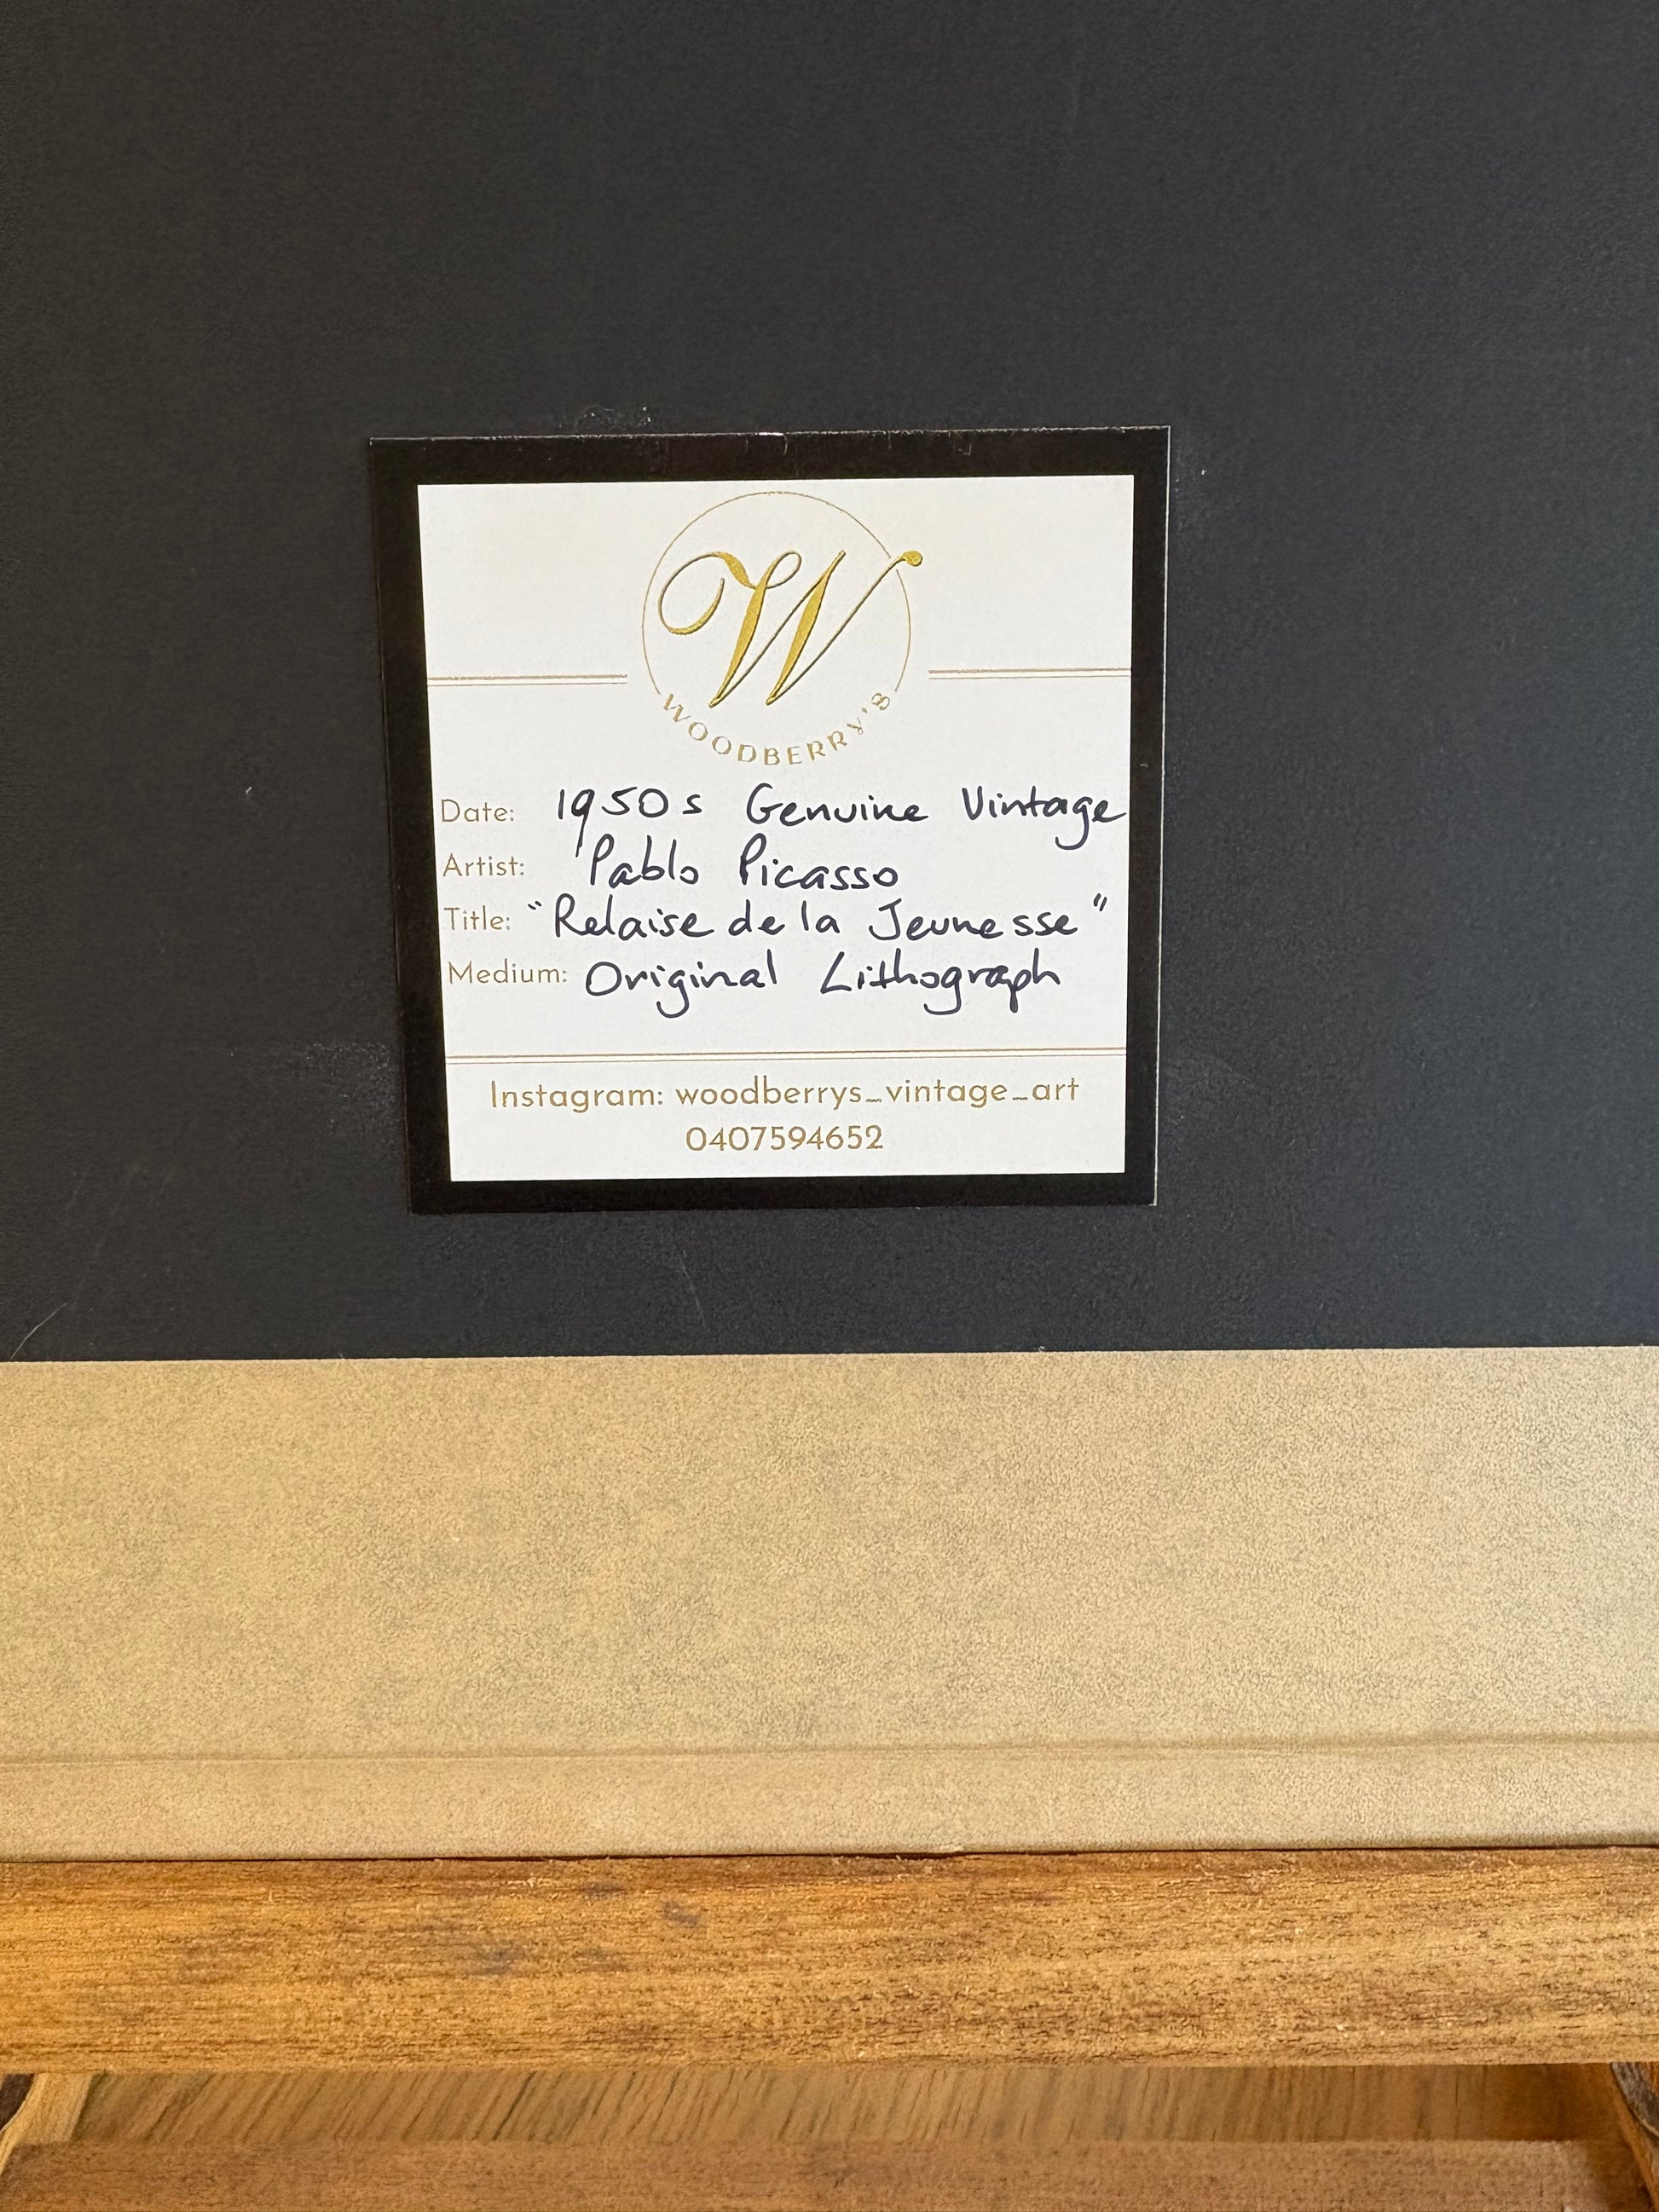 W
WOODBERRY'S
Date: 1950s Genuine Vintage
Artist: Pablo Picasso
Title: "Relaise de la Jeunesse"
Medium: Original Lithograph
Instagram: woodberrys_vintage_art
0407594652